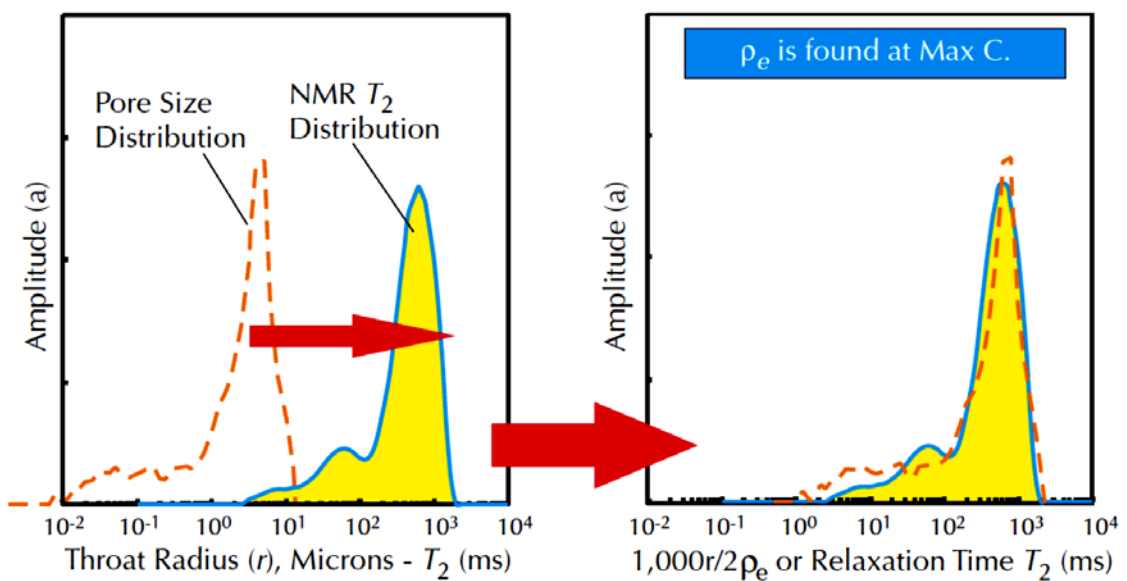 Pore Size
Distribution
NMR T₂
Distribution
Amplitude (a)
10⁻² 10⁻¹ 10⁰ 10¹ 10² 10³ 10⁴
Throat Radius (r), Microns - T₂ (ms)
ρₑ is found at Max C.
Amplitude (a)
10⁻² 10⁻¹ 10⁰ 10¹ 10² 10³ 10⁴
1,000r/2ρₑ or Relaxation Time T₂ (ms)